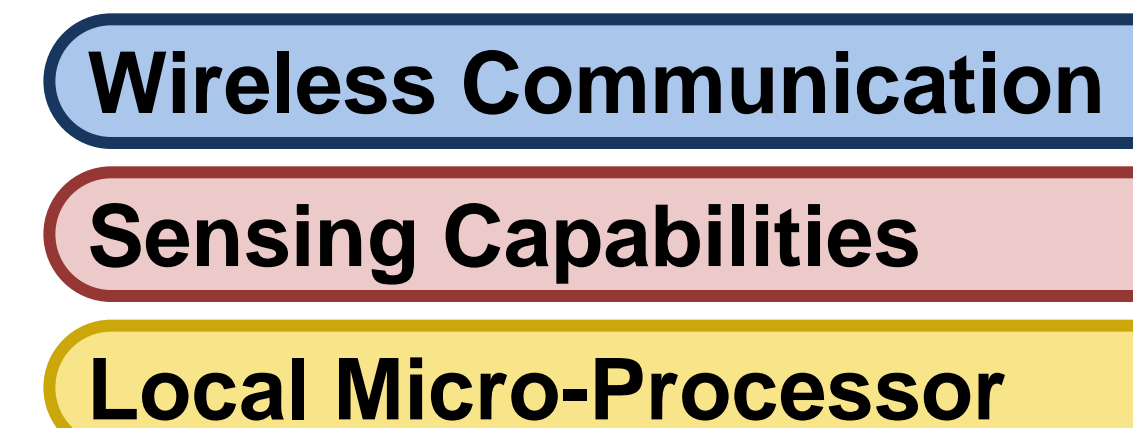 Wireless Communication
Sensing Capabilities
Local Micro-Processor